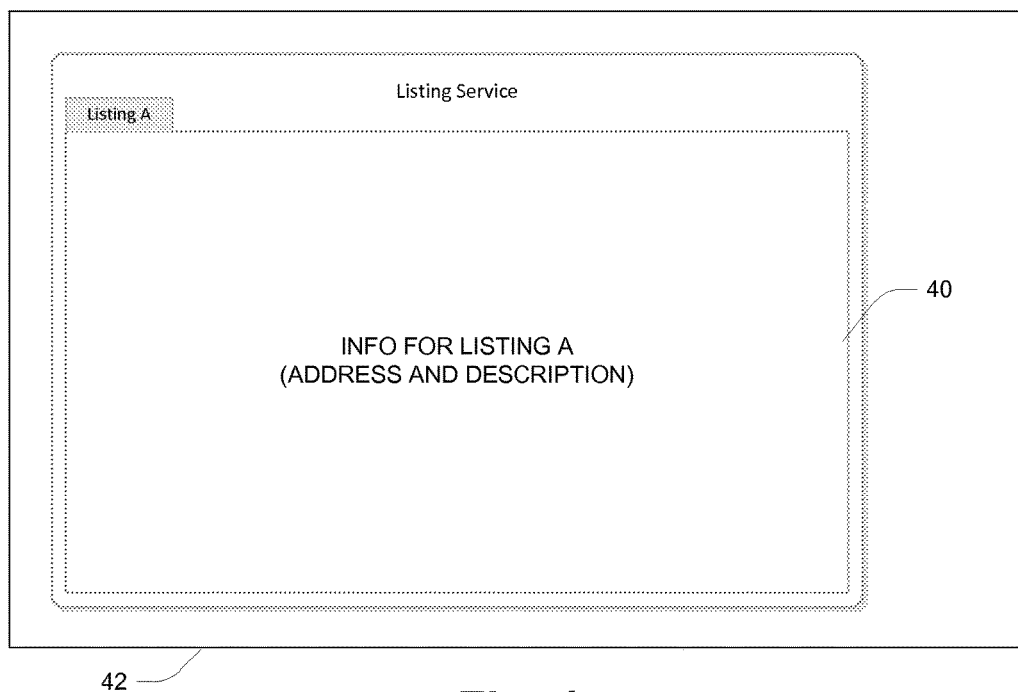 Listing Service
Listing A
INFO FOR LISTING A
(ADDRESS AND DESCRIPTION)
40
42